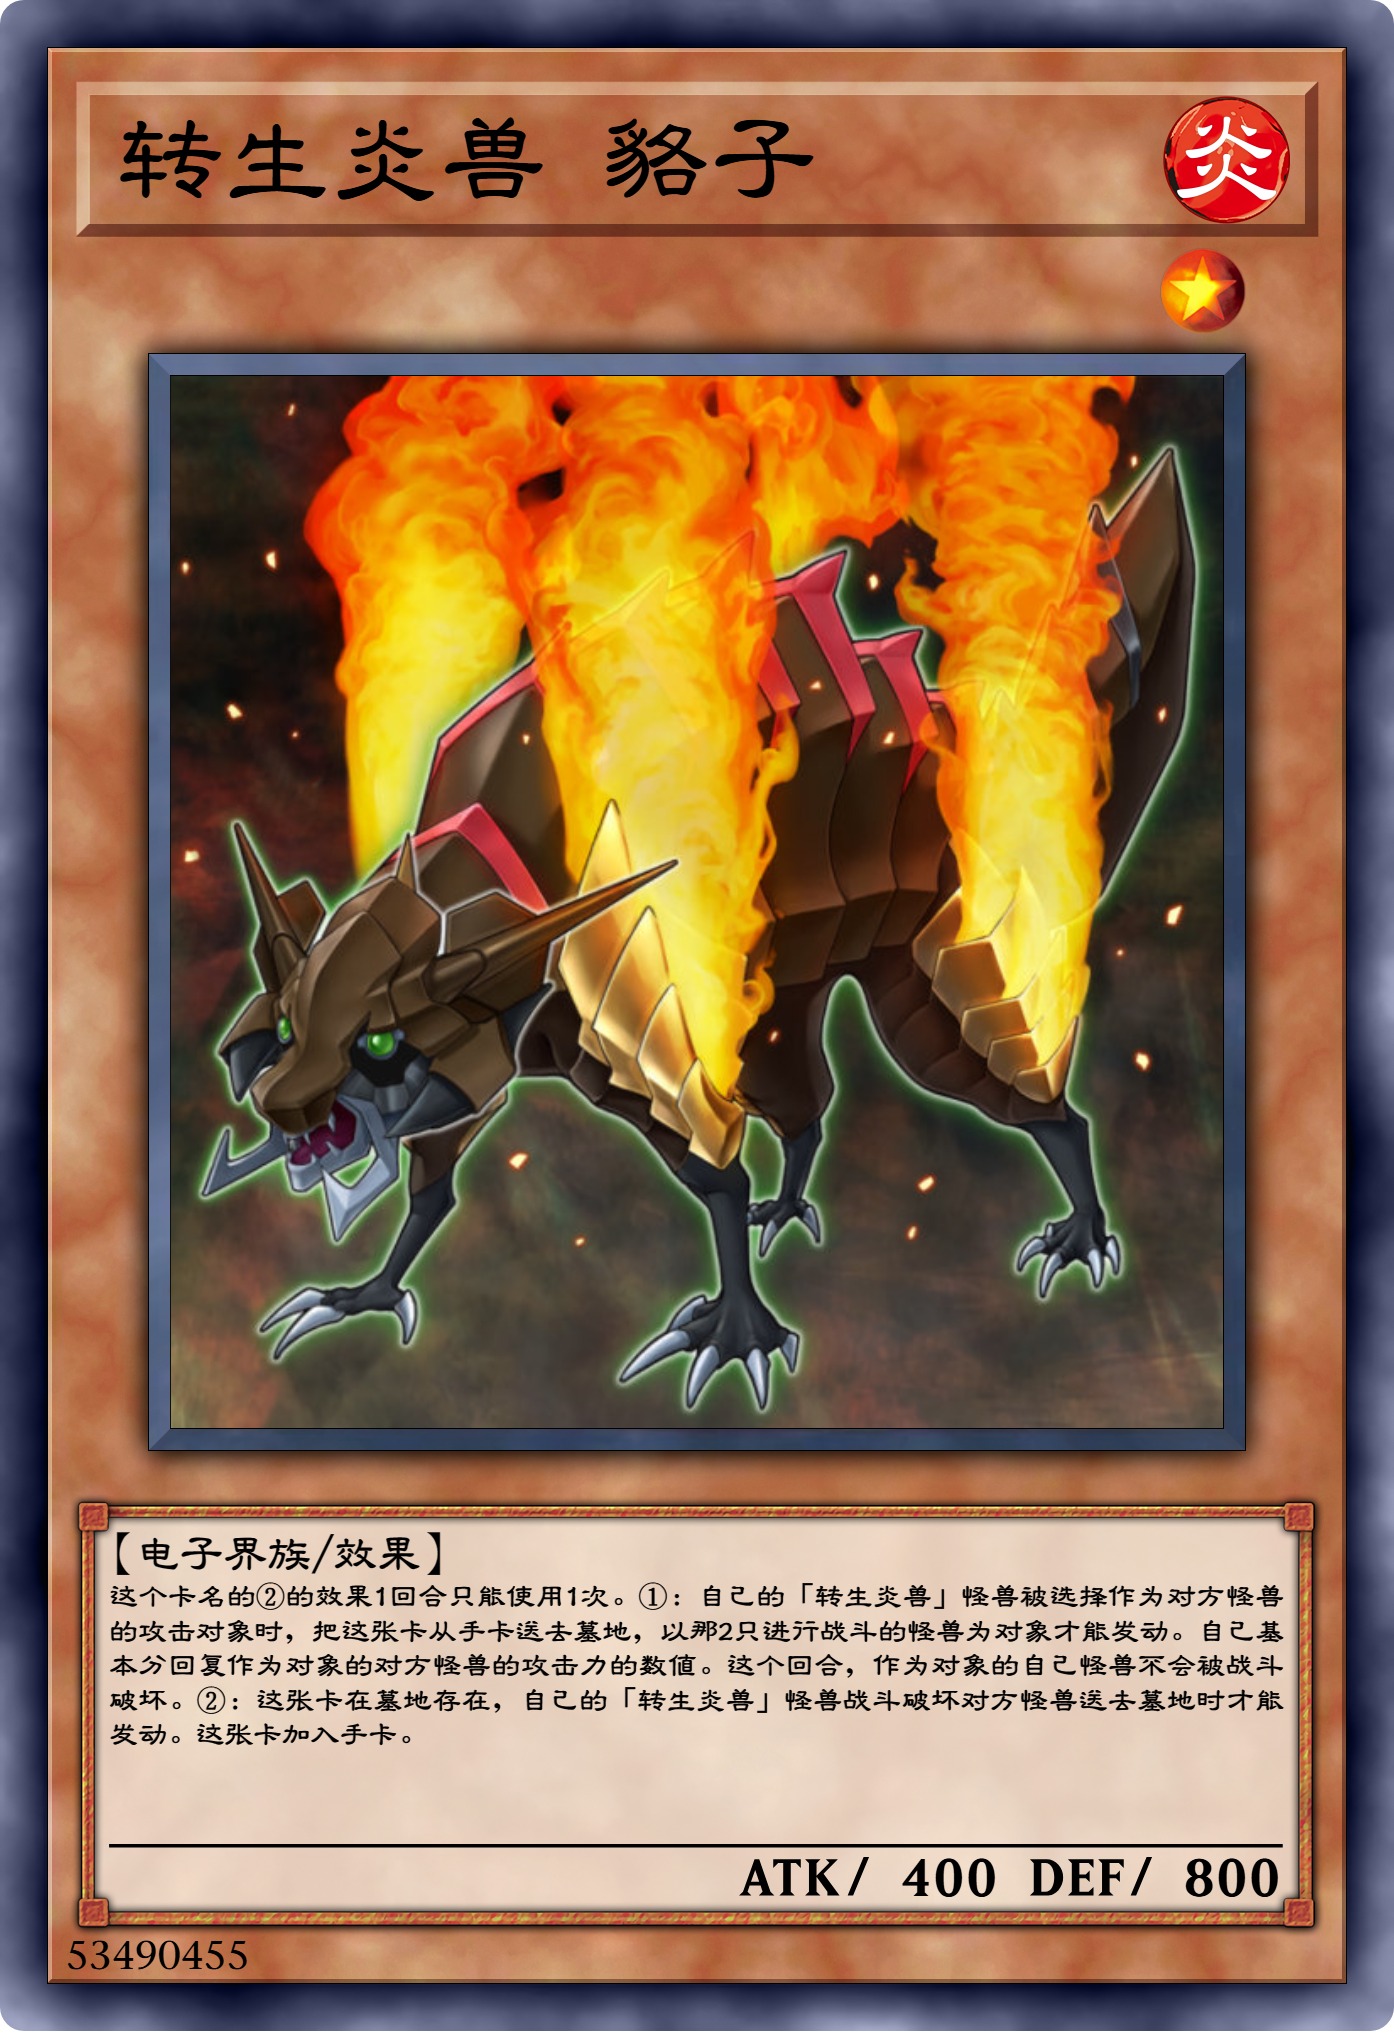 转生炎兽 貉子
炎
【电子界族/效果】
这个卡名的②的效果1回合只能使用1次。①：自己的「转生炎兽」怪兽被选择作为对方怪兽
的攻击对象时，把这张卡从手卡送去墓地，以那2只进行战斗的怪兽为对象才能发动。自己基
本分回复作为对象的对方怪兽的攻击力的数值。这个回合，作为对象的自己怪兽不会被战斗
破坏。②：这张卡在墓地存在，自己的「转生炎兽」怪兽战斗破坏对方怪兽送去墓地时才能
发动。这张卡加入手卡。
ATK/ 400 DEF/ 800
53490455